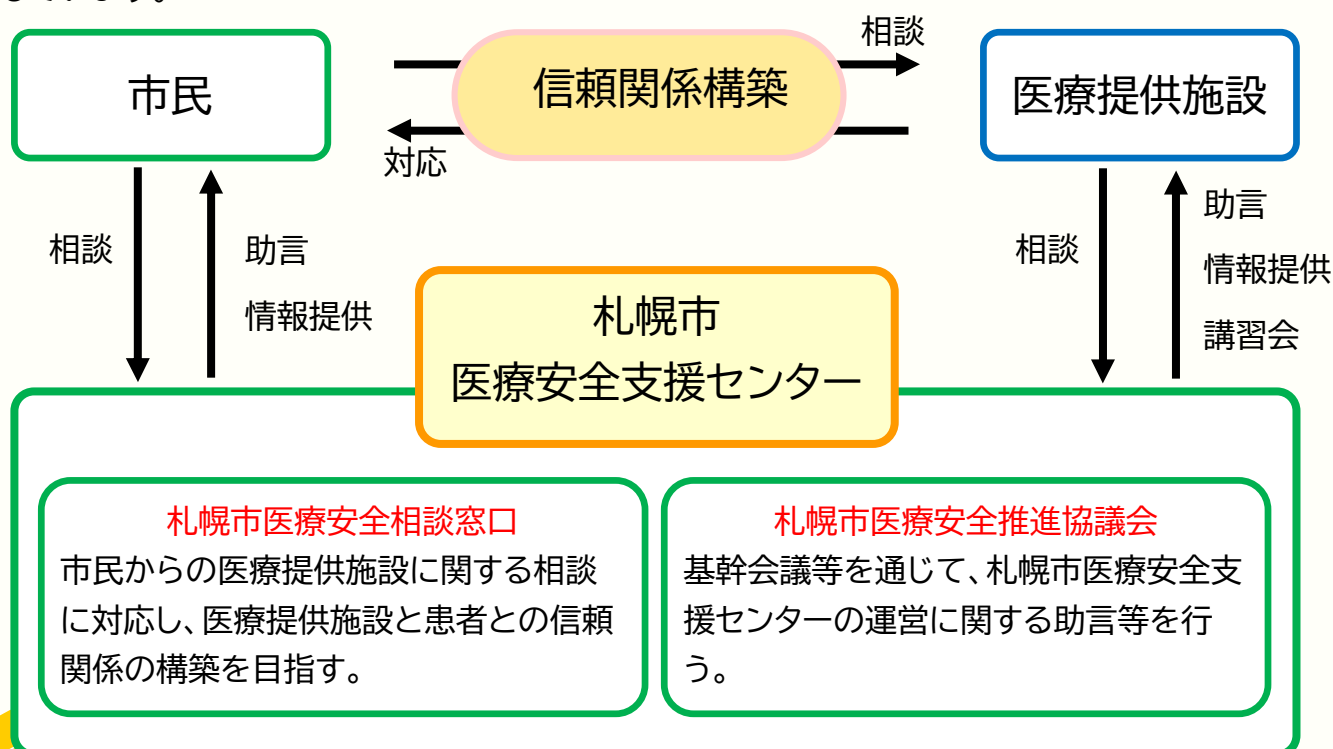 相談
市民
信頼関係構築
医療提供施設
対応
相談
助言
情報提供
相談
助言
情報提供
講習会
札幌市
医療安全支援センター
札幌市医療安全相談窓口
市民からの医療提供施設に関する相談
に対応し、医療提供施設と患者との信頼
関係の構築を目指す。
札幌市医療安全推進協議会
基幹会議等を通じて、札幌市医療安全支
援センターの運営に関する助言等を行
う。